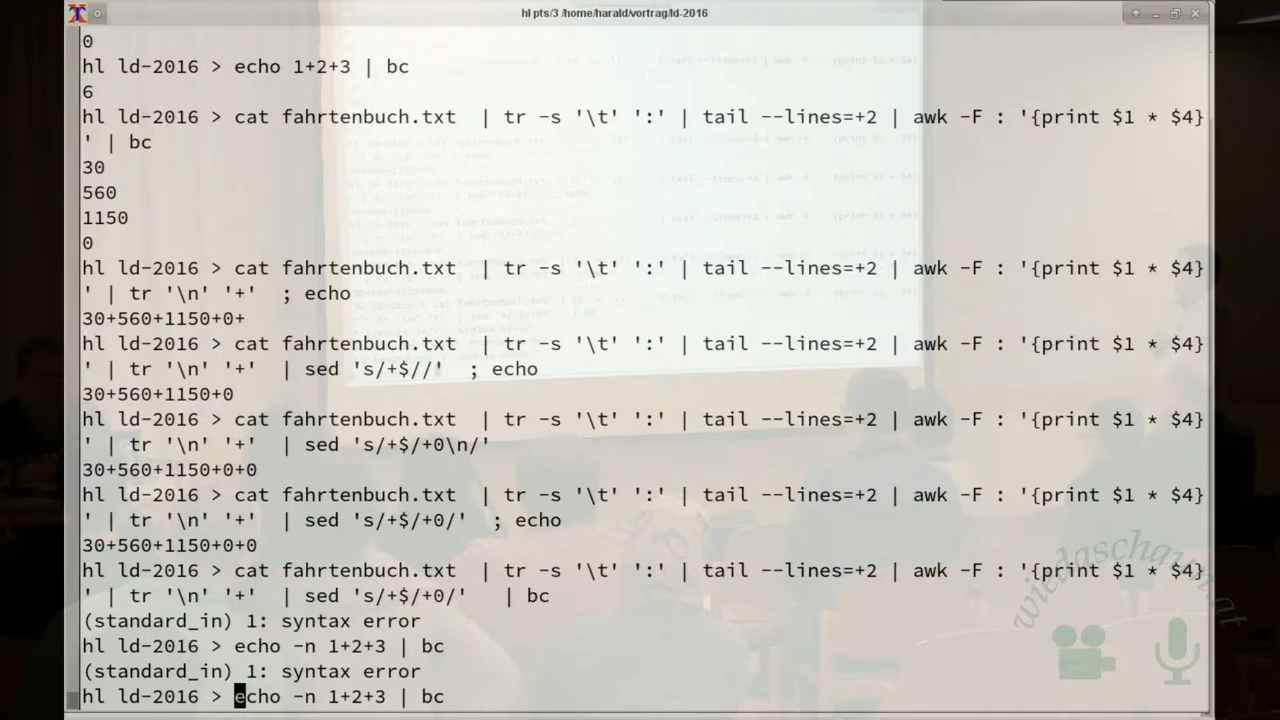 hl pts/3 /home/harald/vortrag/ld-2016
0
hl ld-2016 > echo 1+2+3 | bc
6
hl ld-2016 > cat fahrtenbuch.txt  | tr -s '\t' ':' | tail --lines=+2 | awk -F : '{print $1 * $4}
' | bc
30
560
1150
0
hl ld-2016 > cat fahrtenbuch.txt  | tr -s '\t' ':' | tail --lines=+2 | awk -F : '{print $1 * $4}
' | tr '\n' '+'  ; echo
30+560+1150+0+
hl ld-2016 > cat fahrtenbuch.txt  | tr -s '\t' ':' | tail --lines=+2 | awk -F : '{print $1 * $4}
' | tr '\n' '+'  | sed 's/+$//'  ; echo
30+560+1150+0
hl ld-2016 > cat fahrtenbuch.txt  | tr -s '\t' ':' | tail --lines=+2 | awk -F : '{print $1 * $4}
' | tr '\n' '+'  | sed 's/+$/+0\n/'
30+560+1150+0+0
hl ld-2016 > cat fahrtenbuch.txt  | tr -s '\t' ':' | tail --lines=+2 | awk -F : '{print $1 * $4}
' | tr '\n' '+'  | sed 's/+$/+0/'  ; echo
30+560+1150+0+0
hl ld-2016 > cat fahrtenbuch.txt  | tr -s '\t' ':' | tail --lines=+2 | awk -F : '{print $1 * $4}
' | tr '\n' '+'  | sed 's/+$/+0/'   | bc
(standard_in) 1: syntax error
hl ld-2016 > echo -n 1+2+3 | bc
(standard_in) 1: syntax error
hl ld-2016 > echo -n 1+2+3 | bc
wiedaschaun.at